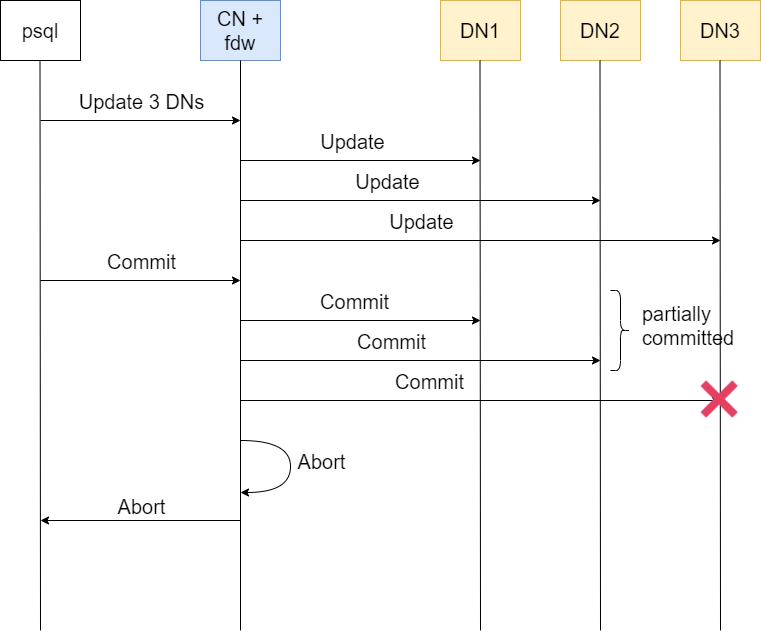 psql
CN +
fdw
DN1
DN2
DN3
Update 3 DNs
Update
Update
Update
Commit
Commit
partially
committed
Commit
Commit
Abort
Abort